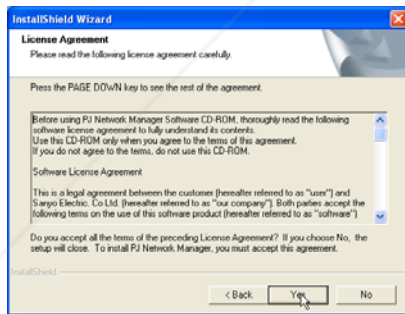 InstallShield Wizard
License Agreement
Please read the following license agreement carefully.
Press the PAGE DOWN key to see the rest of the agreement.
Before using PJ Network Manager Software CD-ROM, thoroughly read the following
software license agreement to fully understand its contents.
Use this CD-ROM only when you agree to the terms of this agreement.
If you do not agree to the terms, do not use this CD-ROM.
Software License Agreement
This is a legal agreement between the customer (hereafter referred to as "user") and
Sanyo Electric. Co Ltd. (hereafter referred to as "our company"). Both parties accept the
following terms on the use of this software product (hereafter referred to as "software")
Do you accept all the terms of the preceding License Agreement? If you choose No, the
setup will close. To install PJ Network Manager, you must accept this agreement.
InstallShield
< Back Yes No